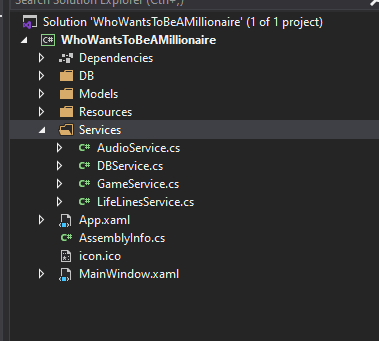 Search Solution Explorer (Ctrl+;)
Solution 'WhoWantsToBeAMillionaire' (1 of 1 project)
C# WhoWantsToBeAMillionaire
Dependencies
DB
Models
Resources
Services
C# AudioService.cs
C# DBService.cs
C# GameService.cs
C# LifeLinesService.cs
App.xaml
C# AssemblyInfo.cs
icon.ico
MainWindow.xaml